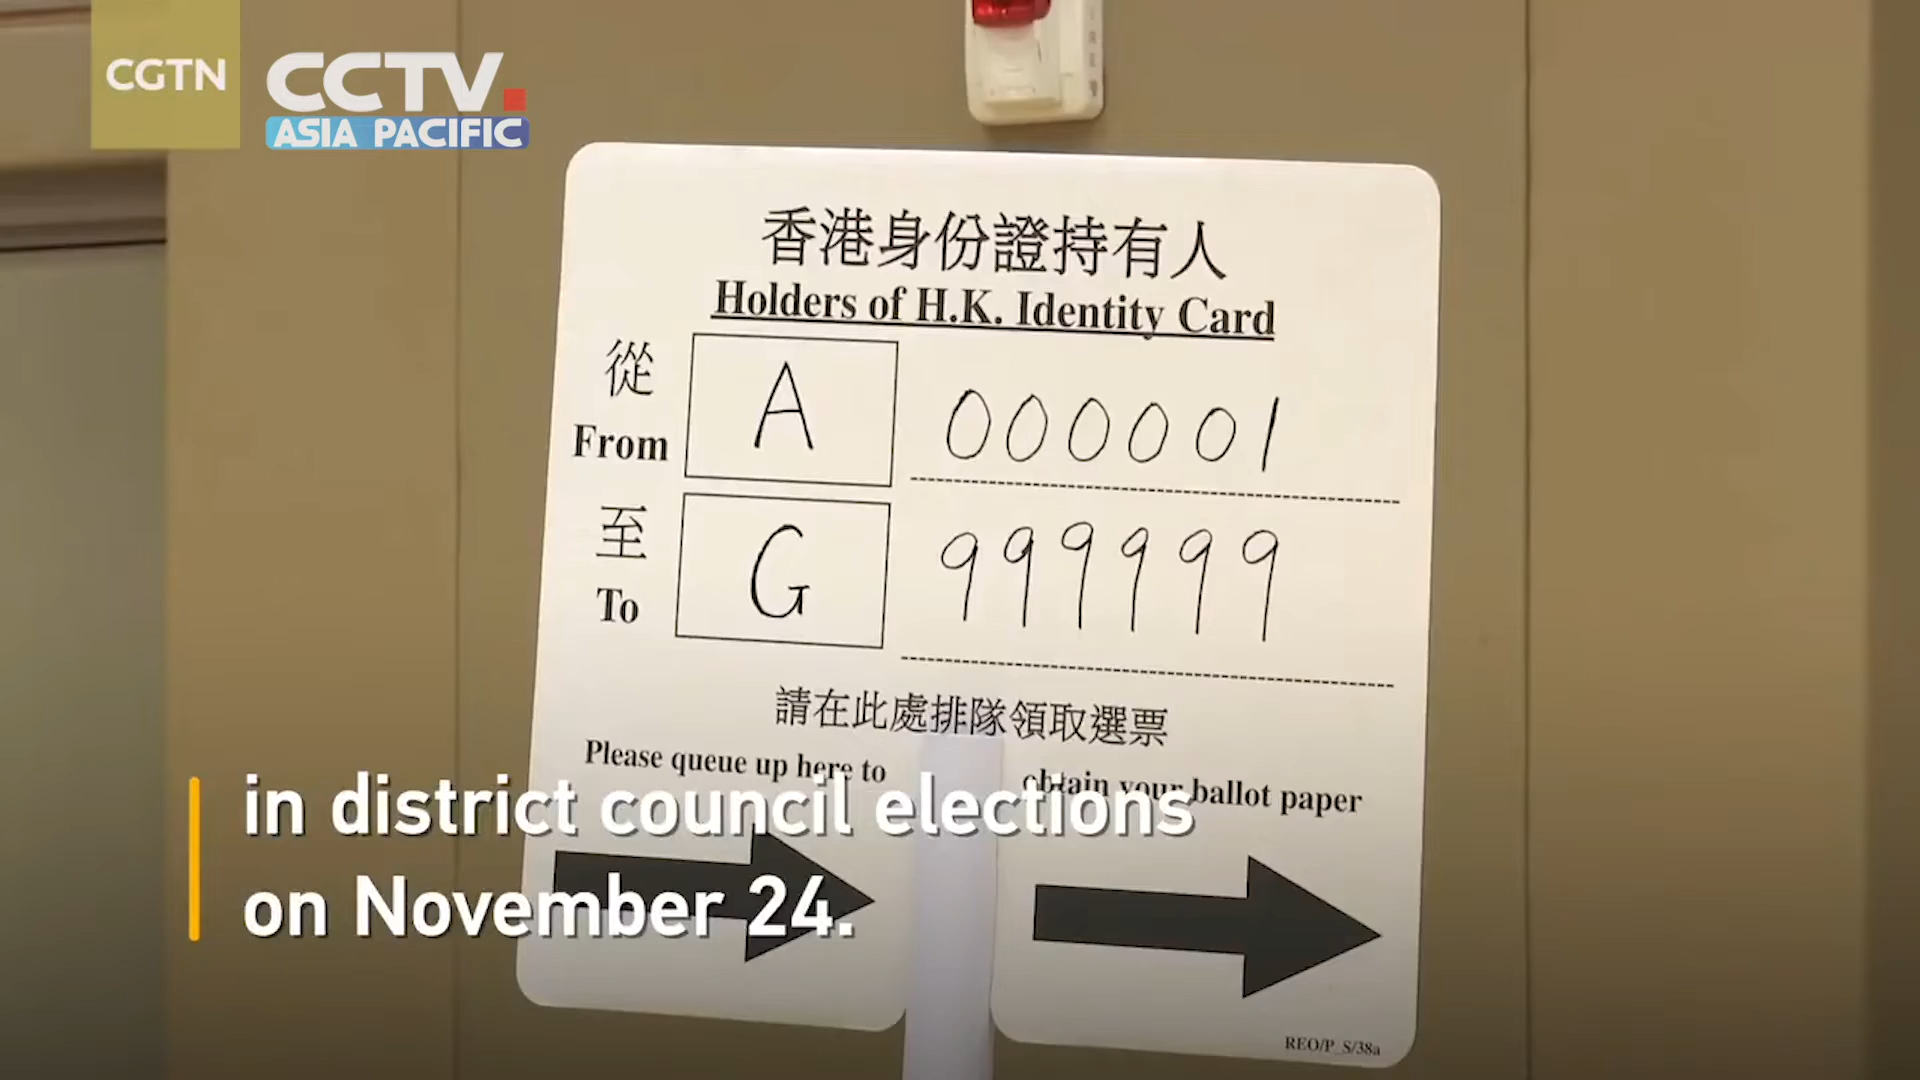 CGTN
CCTV.
ASIA PACIFIC
香港身份證持有人
Holders of H.K. Identity Card
從 A 000001
From
至 G 999999
To
請在此處排隊領取選票
Please queue up here to obtain your ballot paper
in district council elections
on November 24.
REO/P_S/38a